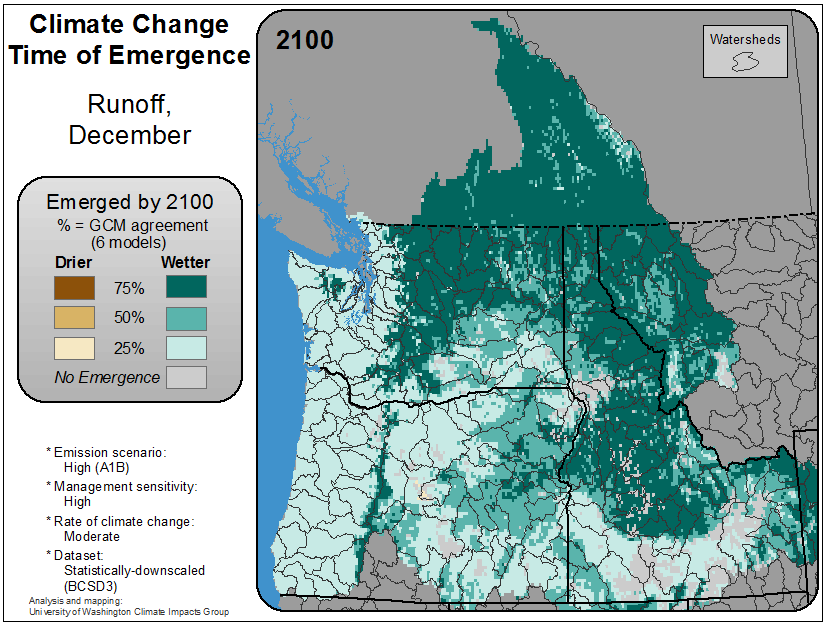 Climate Change
Time of Emergence
Runoff,
December
2100
Watersheds
Emerged by 2100
% = GCM agreement
(6 models)
Drier
Wetter
75%
50%
25%
No Emergence
* Emission scenario:
High (A1B)
* Management sensitivity:
High
* Rate of climate change:
Moderate
* Dataset:
Statistically-downscaled
(BCSD3)
Analysis and mapping:
University of Washington Climate Impacts Group